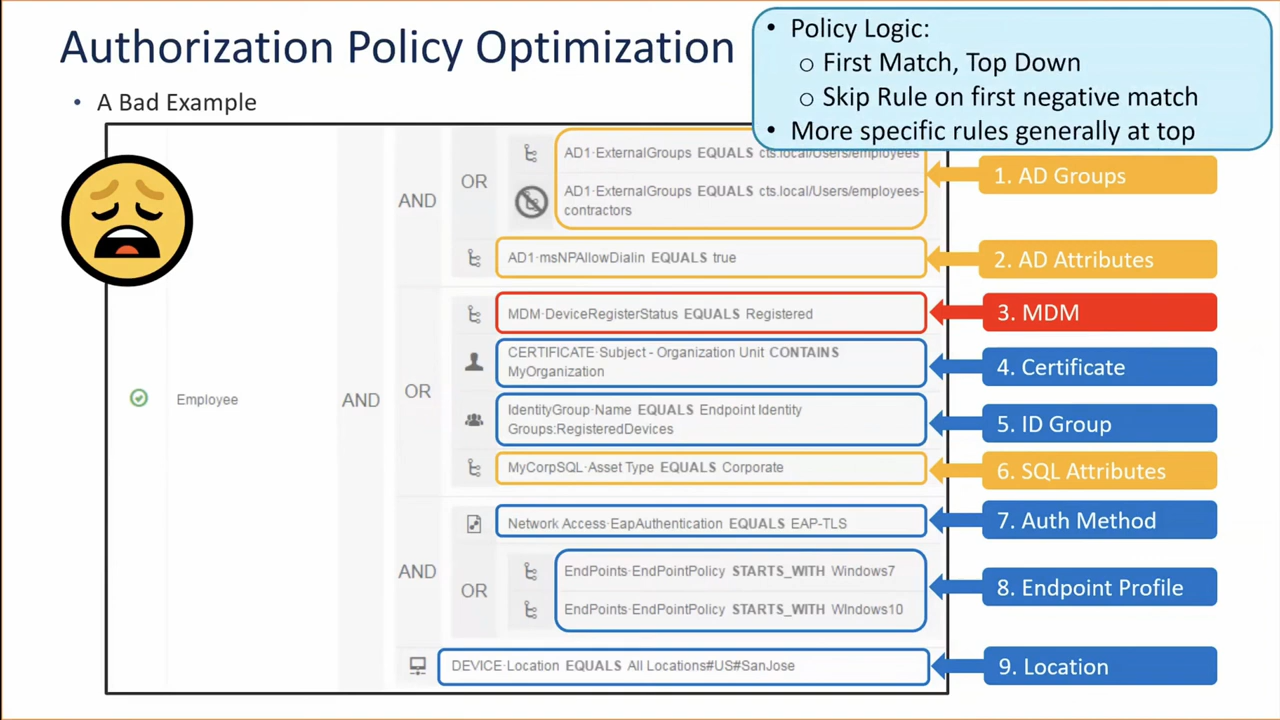 Authorization Policy Optimization
• Policy Logic:
o First Match, Top Down
o Skip Rule on first negative match
• More specific rules generally at top
• A Bad Example
AD1·ExternalGroups EQUALS cts.local/Users/employees
OR
AD1·ExternalGroups EQUALS cts.local/Users/employees-
contractors
AND
AD1·msNPAllowDialin EQUALS true
1. AD Groups
2. AD Attributes
MDM·DeviceRegisterStatus EQUALS Registered
3. MDM
CERTIFICATE·Subject - Organization Unit CONTAINS
MyOrganization
4. Certificate
Employee
AND
OR
IdentityGroup·Name EQUALS Endpoint Identity
Groups:RegisteredDevices
5. ID Group
MyCorpSQL·Asset Type EQUALS Corporate
6. SQL Attributes
Network Access·EapAuthentication EQUALS EAP-TLS
7. Auth Method
AND
OR
EndPoints·EndPointPolicy STARTS_WITH Windows7
EndPoints·EndPointPolicy STARTS_WITH WIndows10
8. Endpoint Profile
DEVICE·Location EQUALS All Locations#US#SanJose
9. Location